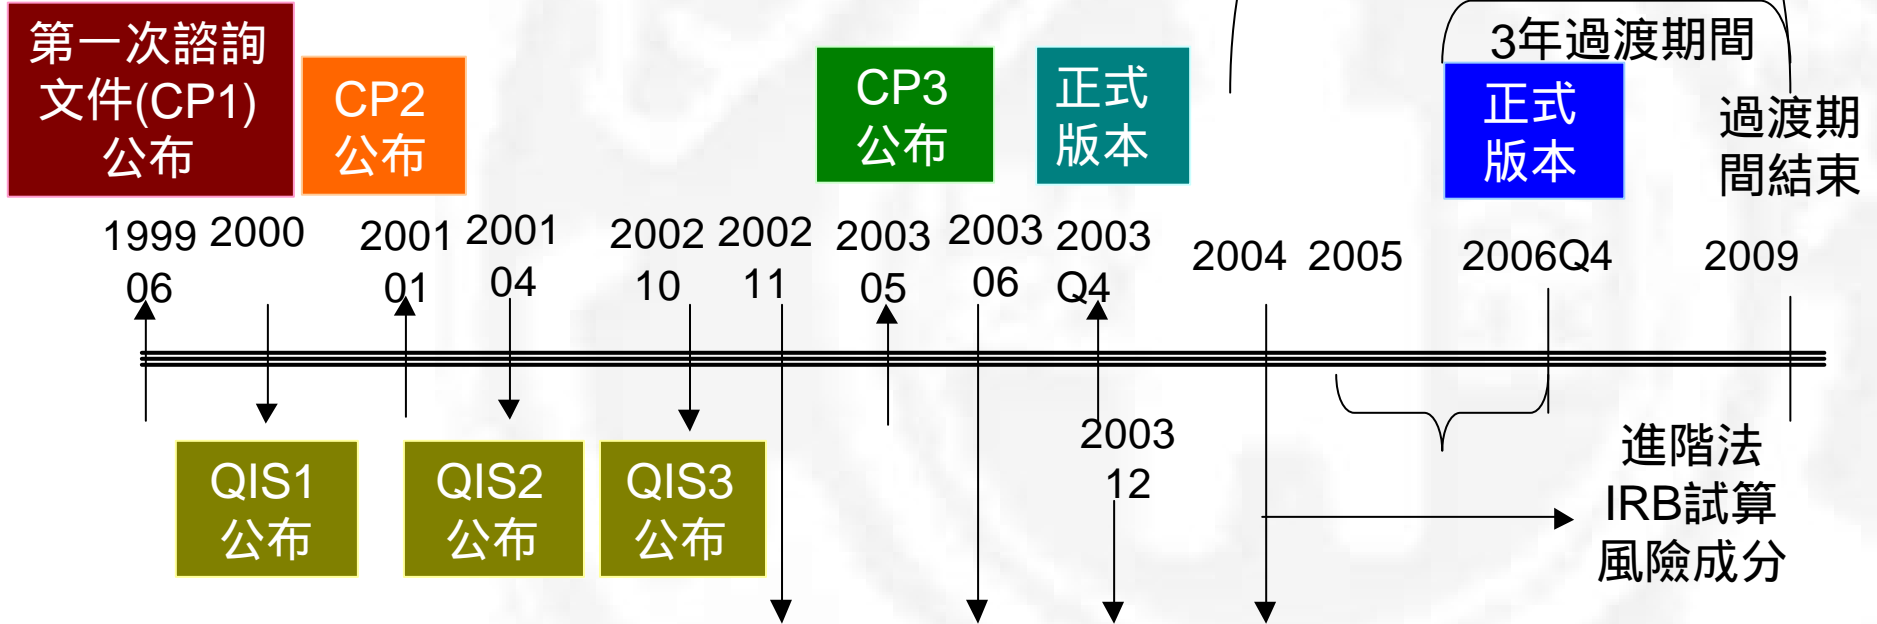 第一次諮詢
文件(CP1)
公布
CP2
公布
CP3
公布
正式
版本
3年過渡期間
正式
版本
過渡期
間結束
1999
06
2000
2001
01
2001
04
2002
10
2002
11
2003
05
2003
06
2003
Q4
2004
2005
2006Q4
2009
QIS1
公布
QIS2
公布
QIS3
公布
2003
12
進階法
IRB試算
風險成分